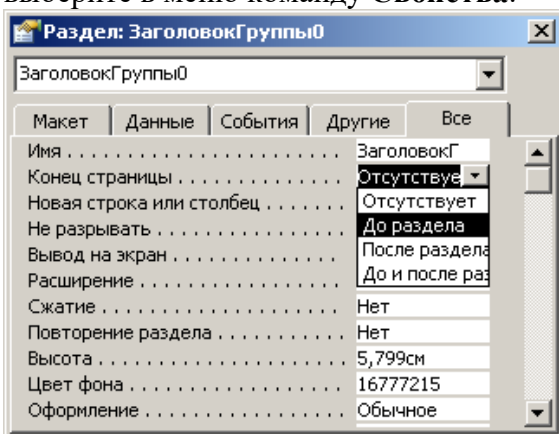 выберите в меню команду Свойства.
Раздел: ЗаголовокГруппы0
ЗаголовокГруппы0
Макет Данные События Другие Все
Имя ЗаголовокГ
Конец страницы Отсутствуе
Новая строка или столбец Отсутствует
Не разрывать До раздела
Вывод на экран После раздела
Расширение До и после раз
Сжатие Нет
Повторение раздела Нет
Высота 5,799см
Цвет фона 16777215
Оформление Обычное